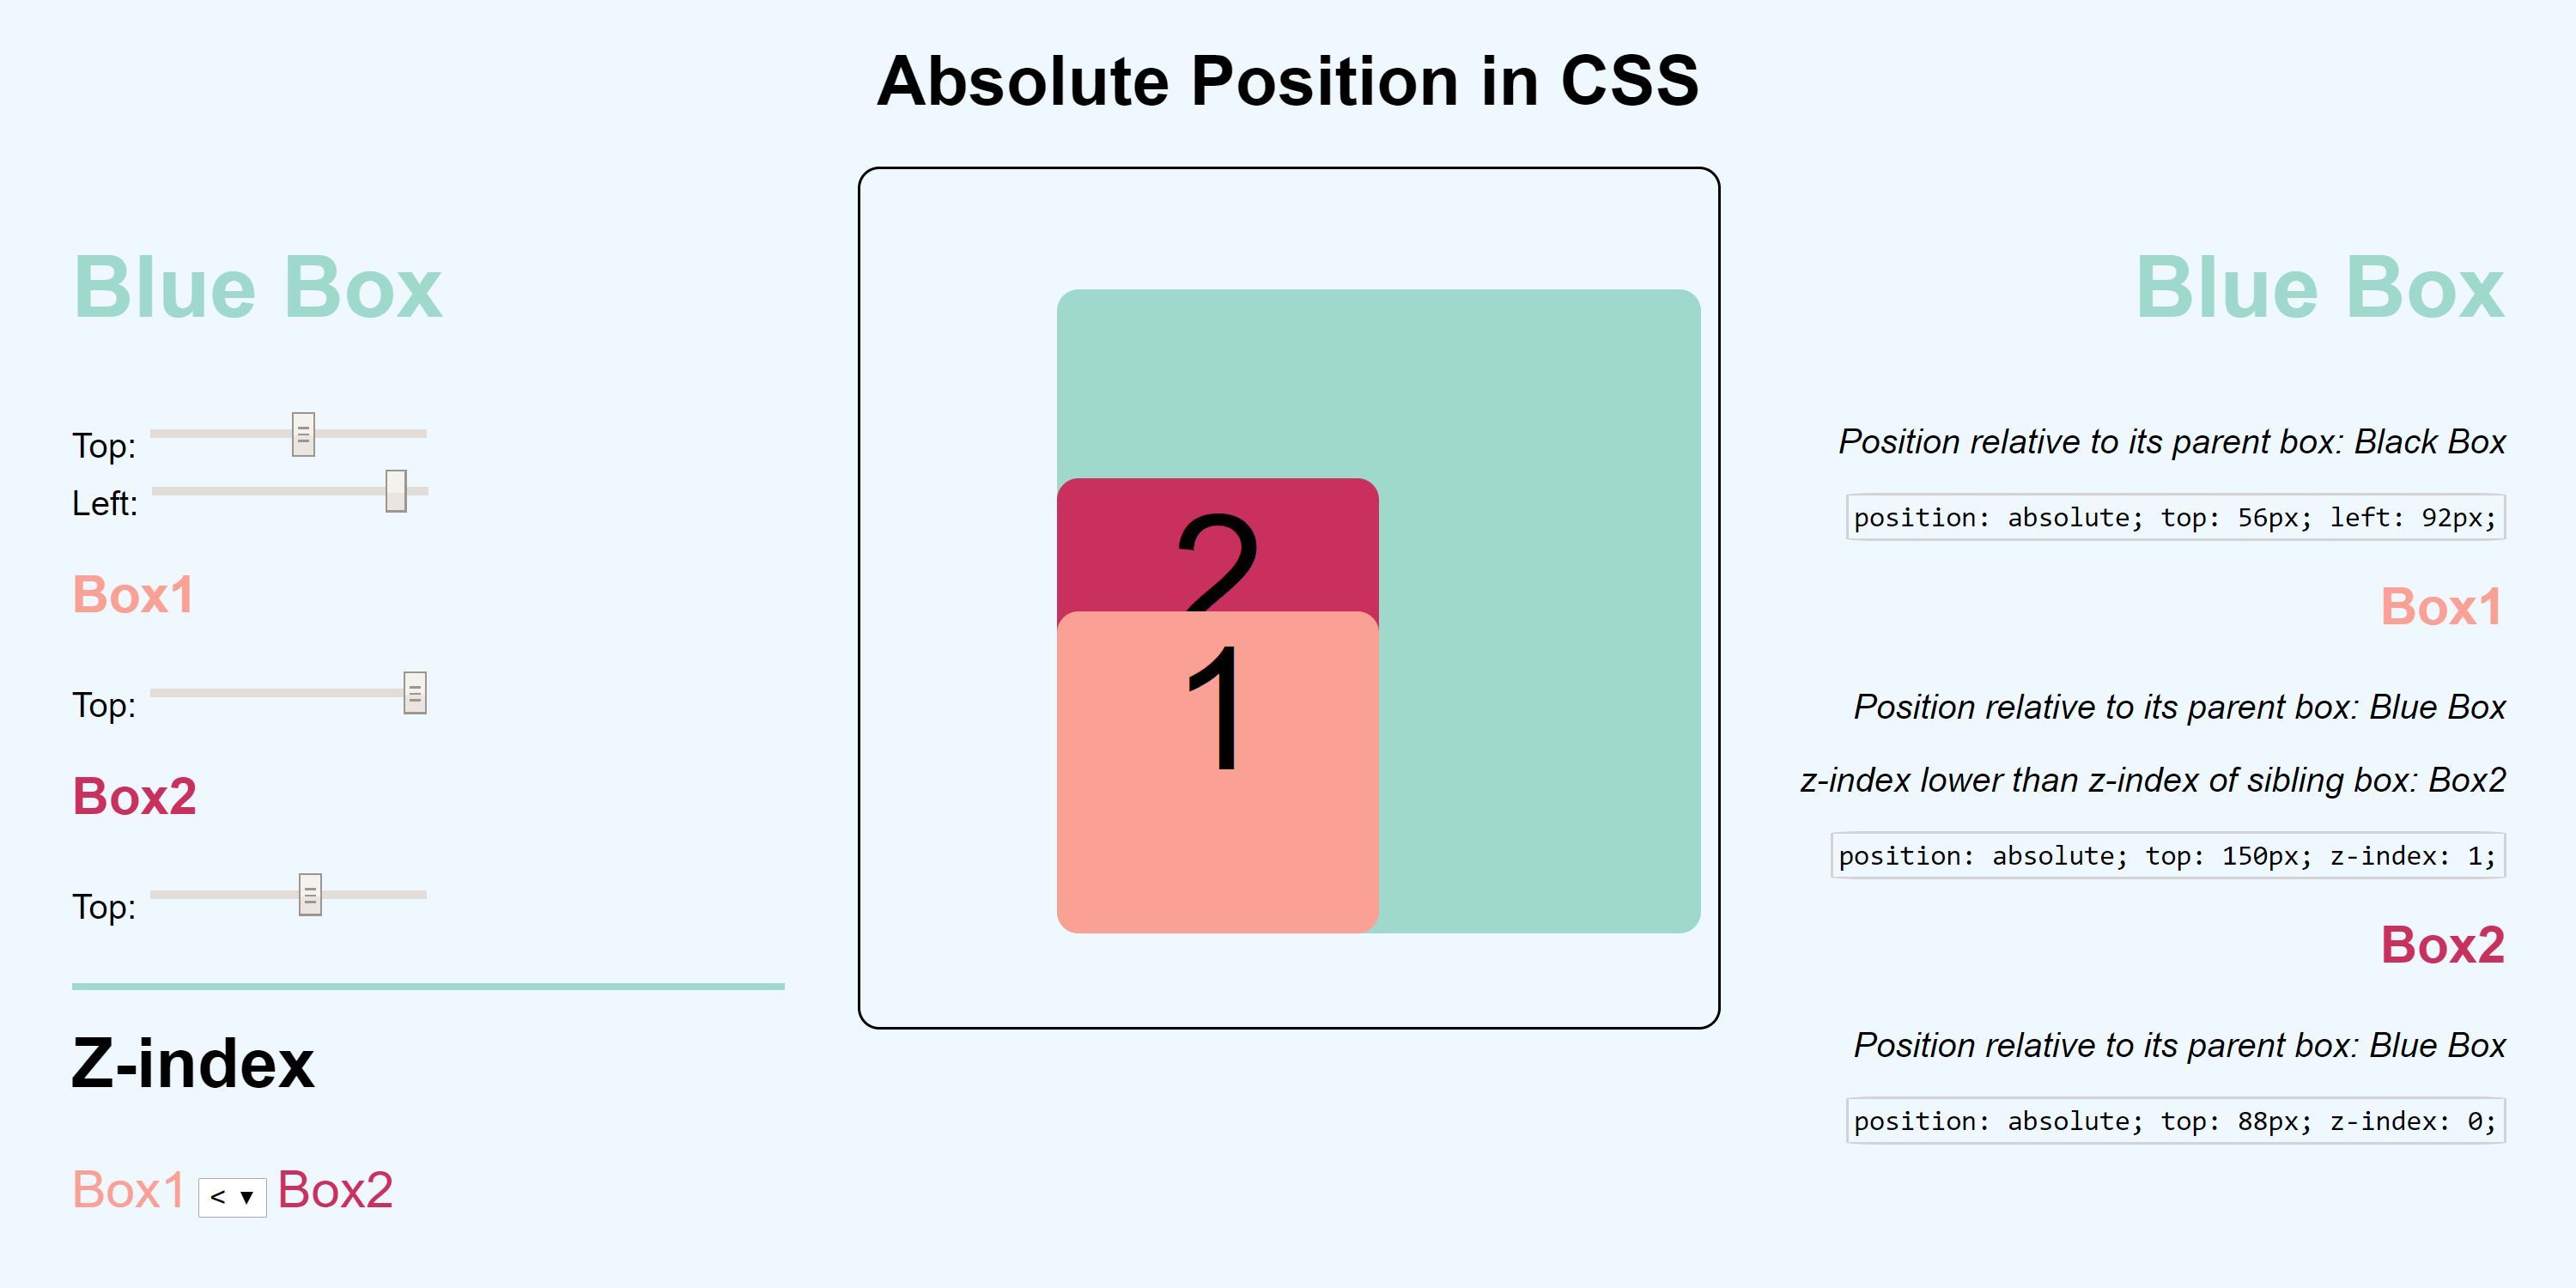 Absolute Position in CSS
Blue Box
Top:
Left:
Box1
Top:
Box2
Top:
Z-index
Box1 < ▼ Box2
2
1
Blue Box
Position relative to its parent box: Black Box
position: absolute; top: 56px; left: 92px;
Box1
Position relative to its parent box: Blue Box
z-index lower than z-index of sibling box: Box2
position: absolute; top: 150px; z-index: 1;
Box2
Position relative to its parent box: Blue Box
position: absolute; top: 88px; z-index: 0;